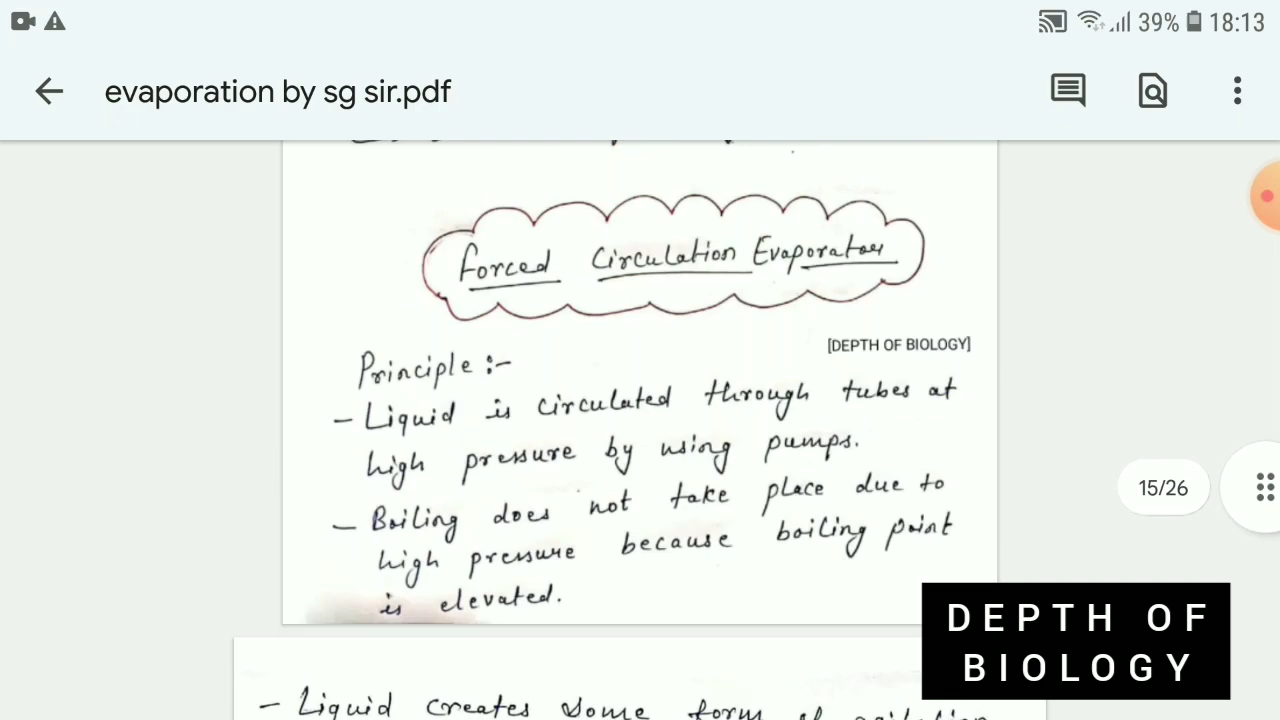 39% 18:13
evaporation by sg sir.pdf
Forced Circulation Evaporator
[DEPTH OF BIOLOGY]
Principle :-
- Liquid is circulated through tubes at
high pressure by using pumps.
- Boiling does not take place due to
high pressure because boiling point
is elevated.
15/26
DEPTH OF
BIOLOGY
- Liquid creates some form of agitation